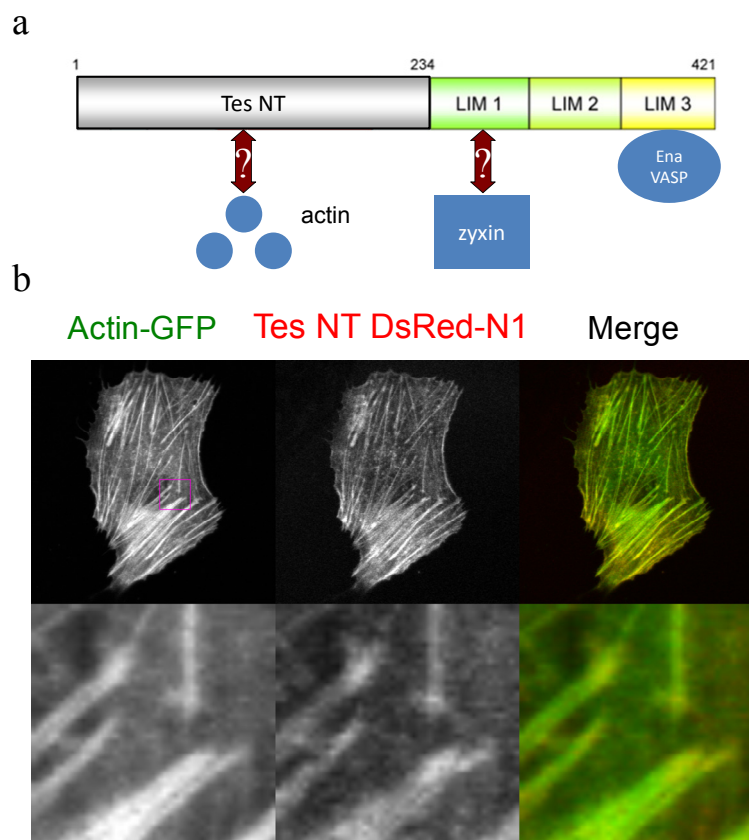 a
1 234 421
Tes NT LIM 1 LIM 2 LIM 3
? ? Ena
VASP
actin zyxin
b
Actin-GFP Tes NT DsRed-N1 Merge